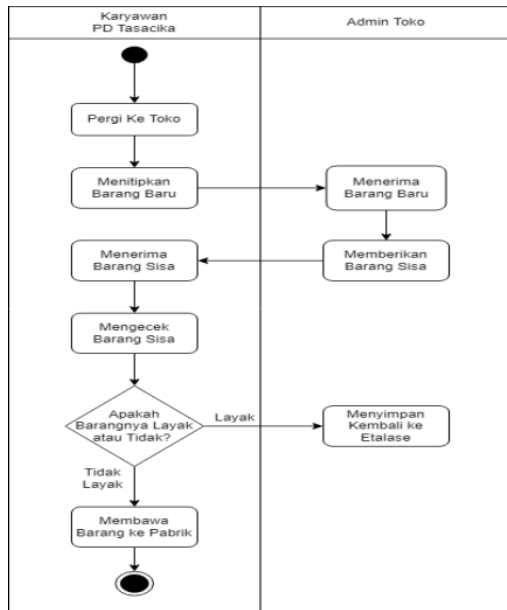 Karyawan
PD Tasacika
Admin Toko
Pergi Ke Toko
Menitipkan
Barang Baru
Menerima
Barang Baru
Menerima
Barang Sisa
Memberikan
Barang Sisa
Mengecek
Barang Sisa
Apakah
Barangnya Layak
atau Tidak?
Layak
Menyimpan
Kembali ke
Etalase
Tidak
Layak
Membawa
Barang ke Pabrik